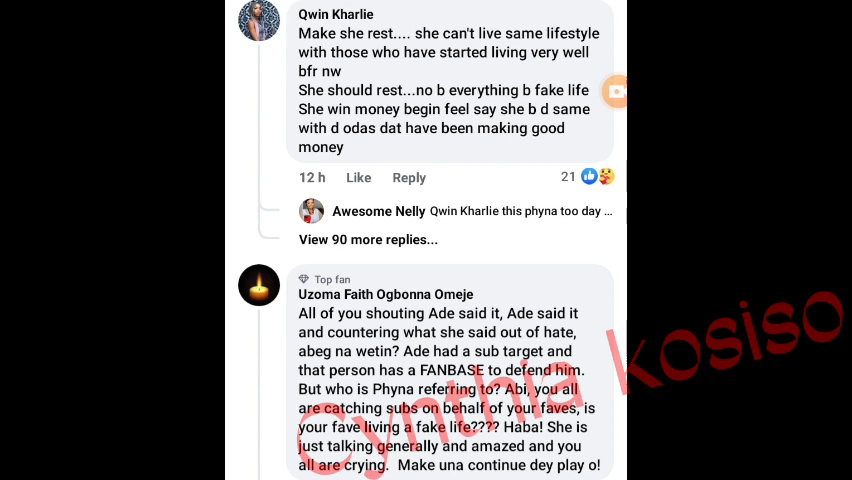 Qwin Kharlie
Make she rest.... she can't live same lifestyle
with those who have started living very well
bfr nw
She should rest...no b everything b fake life
She win money begin feel say she b d same
with d odas dat have been making good
money
12 h Like Reply 21
Awesome Nelly Qwin Kharlie this phyna too day ...
View 90 more replies...
Top fan
Uzoma Faith Ogbonna Omeje
All of you shouting Ade said it, Ade said it
and countering what she said out of hate,
abeg na wetin? Ade had a sub target and
that person has a FANBASE to defend him.
But who is Phyna referring to? Abi, you all
are catching subs on behalf of your faves, is
your fave living a fake life???? Haba! She is
just talking generally and amazed and you
all are crying. Make una continue dey play o!
Cynthia kosiso